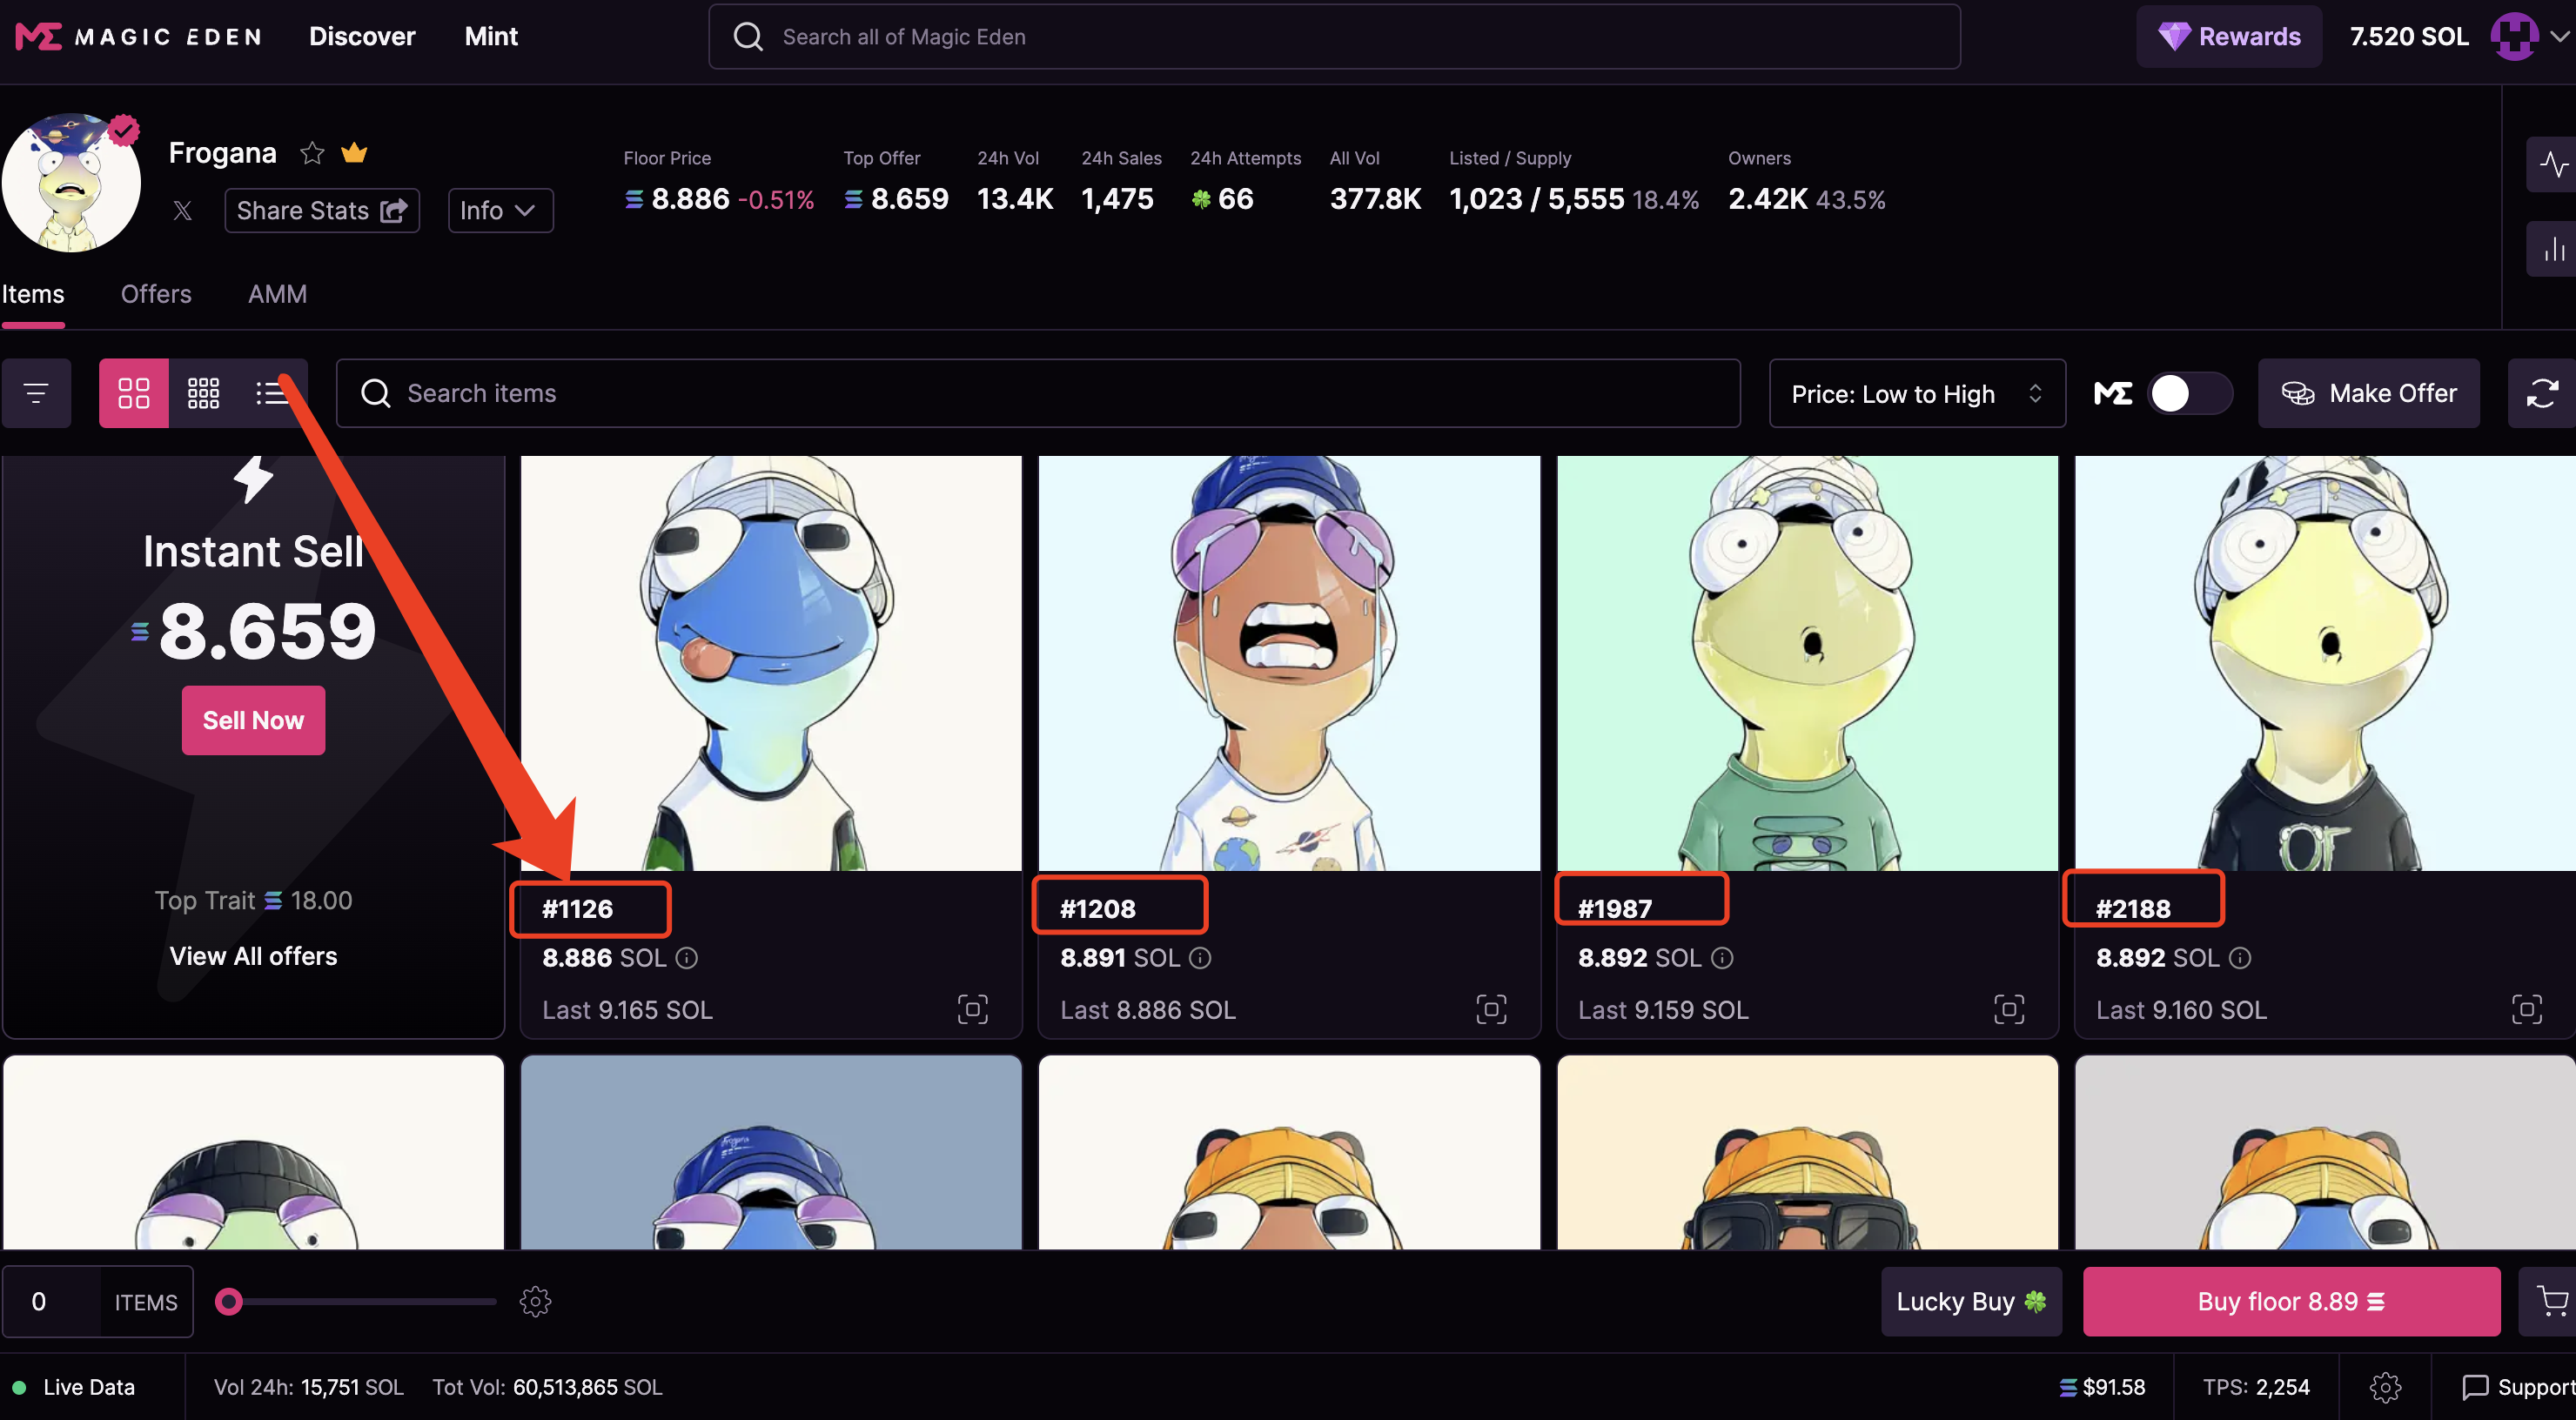 MAGIC EDEN Discover Mint Search all of Magic Eden Rewards 7.520 SOL
Frogana
Share Stats Info
Floor Price Top Offer 24h Vol 24h Sales 24h Attempts All Vol Listed / Supply Owners
8.886 -0.51% 8.659 13.4K 1,475 66 377.8K 1,023 / 5,555 18.4% 2.42K 43.5%
Items Offers AMM
Search items Price: Low to High ME Make Offer
Instant Sell
8.659
Sell Now
Top Trait 18.00
View All offers
#1126
8.886 SOL
Last 9.165 SOL
#1208
8.891 SOL
Last 8.886 SOL
#1987
8.892 SOL
Last 9.159 SOL
#2188
8.892 SOL
Last 9.160 SOL
Frogana
0 ITEMS Lucky Buy Buy floor 8.89
Live Data Vol 24h: 15,751 SOL Tot Vol: 60,513,865 SOL $91.58 TPS: 2,254 Support